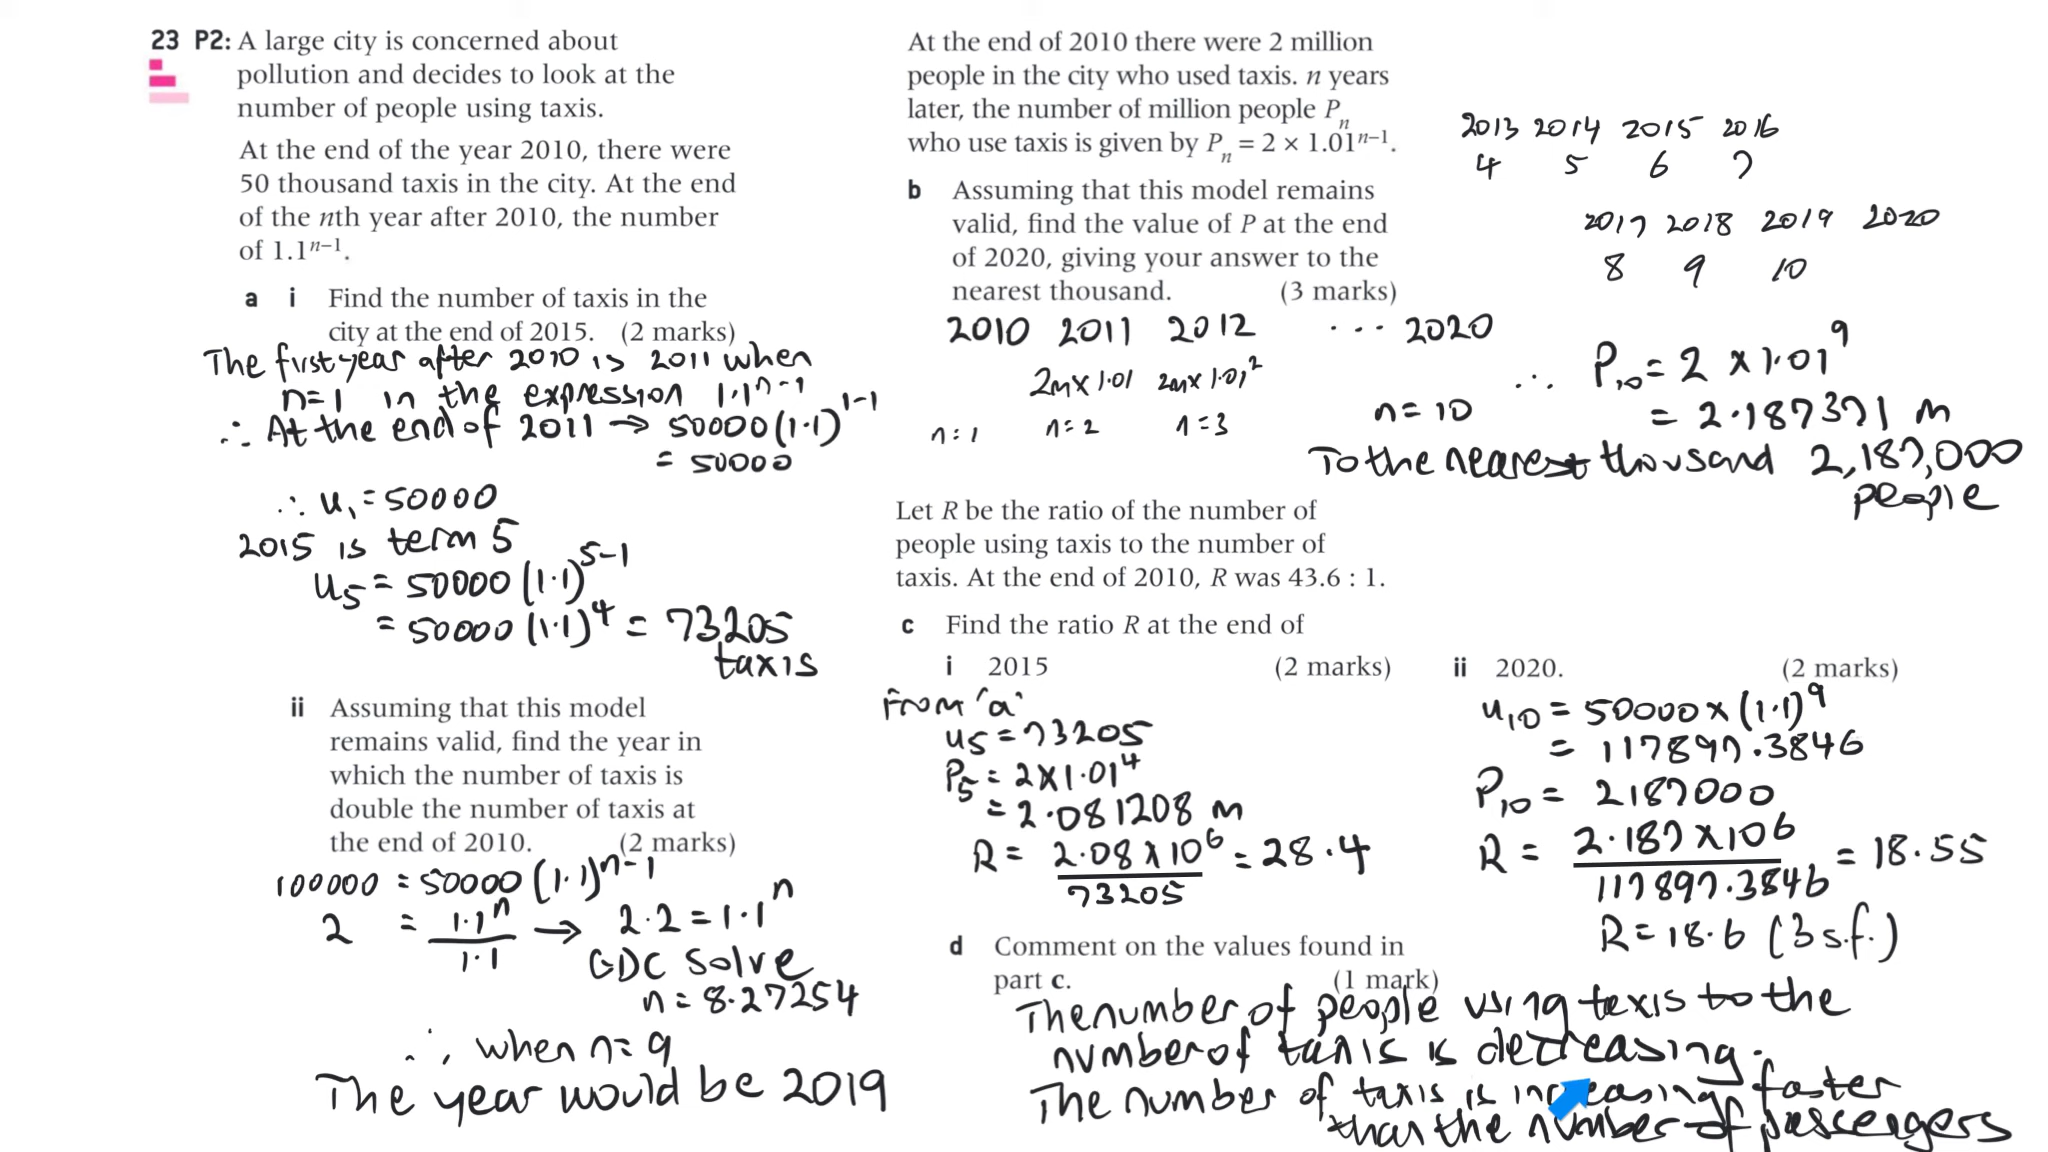 23 P2: A large city is concerned about
pollution and decides to look at the
number of people using taxis.
At the end of the year 2010, there were
50 thousand taxis in the city. At the end
of the nth year after 2010, the number
of 1.1ⁿ⁻¹.
a i Find the number of taxis in the
city at the end of 2015. (2 marks)
The first year after 2010 is 2011 when
n=1 in the expression 1.1ⁿ⁻¹
∴ At the end of 2011 → 50000(1.1)¹⁻¹
= 50000
∴ u₁ = 50000
2015 is term 5
u₅ = 50000(1.1)⁵⁻¹
= 50000(1.1)⁴ = 73205
taxis
ii Assuming that this model
remains valid, find the year in
which the number of taxis is
double the number of taxis at
the end of 2010. (2 marks)
100000 = 50000(1.1)ⁿ⁻¹
2 = 1.1ⁿ/1.1 → 2.2 = 1.1ⁿ
GDC solve
n = 8.27254
∴ when n = 9
The year would be 2019
At the end of 2010 there were 2 million
people in the city who used taxis. n years
later, the number of million people Pₙ
who use taxis is given by Pₙ = 2 × 1.01ⁿ⁻¹.
b Assuming that this model remains
valid, find the value of P at the end
of 2020, giving your answer to the
nearest thousand. (3 marks)
2010 2011 2012 ... 2020
2m×1.01 2m×1.01²
n=1 n=2 n=3 n=10
2013 2014 2015 2016
4 5 6 7
2017 2018 2019 2020
8 9 10
∴ P₁₀ = 2 × 1.01⁹
= 2.187371 m
To the nearest thousand 2,187,000
people
Let R be the ratio of the number of
people using taxis to the number of
taxis. At the end of 2010, R was 43.6 : 1.
c Find the ratio R at the end of
i 2015 (2 marks)
From 'a'
u₅ = 73205
P₅ = 2×1.01⁴
= 2.081208 m
R = 2.08×10⁶/73205 = 28.4
ii 2020. (2 marks)
u₁₀ = 50000×(1.1)⁹
= 117897.3846
P₁₀ = 2187000
R = 2.187×10⁶/117897.3846 = 18.55
R = 18.6 (3 s.f.)
d Comment on the values found in
part c. (1 mark)
The number of people using texis to the
number of taxis is decreasing.
The number of taxis is increasing faster
than the number of passengers